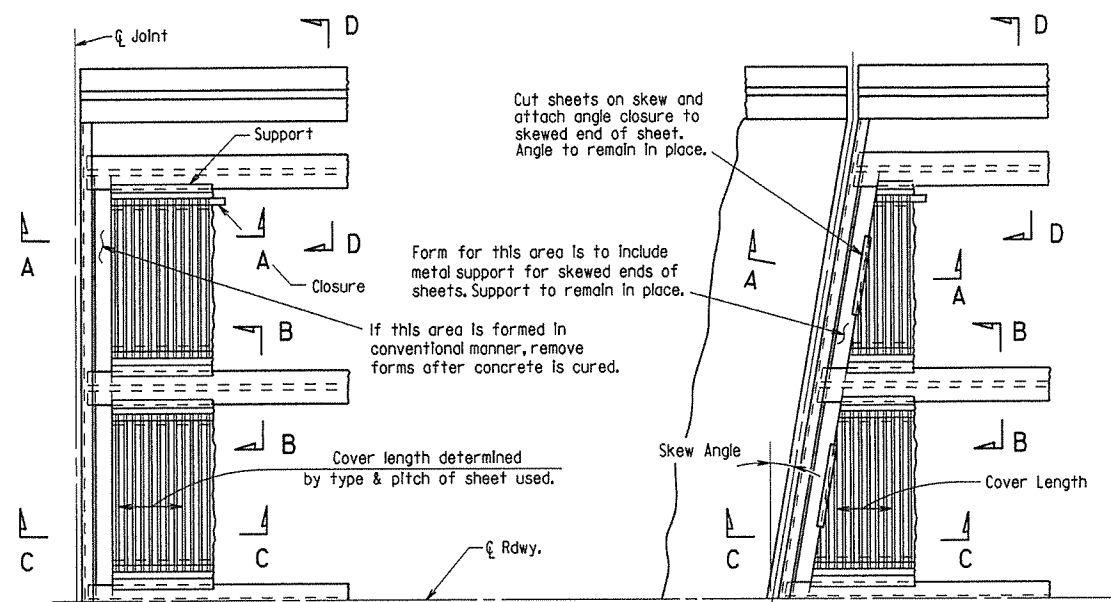 ℄ Joint
D
D
Support
Cut sheets on skew and
attach angle closure to
skewed end of sheet.
Angle to remain in place.
A
A
D
Closure
Form for this area is to include
metal support for skewed ends of
sheets. Support to remain in place.
A
A
D
If this area is formed in
conventional manner, remove
forms after concrete is cured.
B
B
B
B
Cover length determined
by type & pitch of sheet used.
Skew Angle
Cover Length
C
C
C
C
℄ Rdwy.